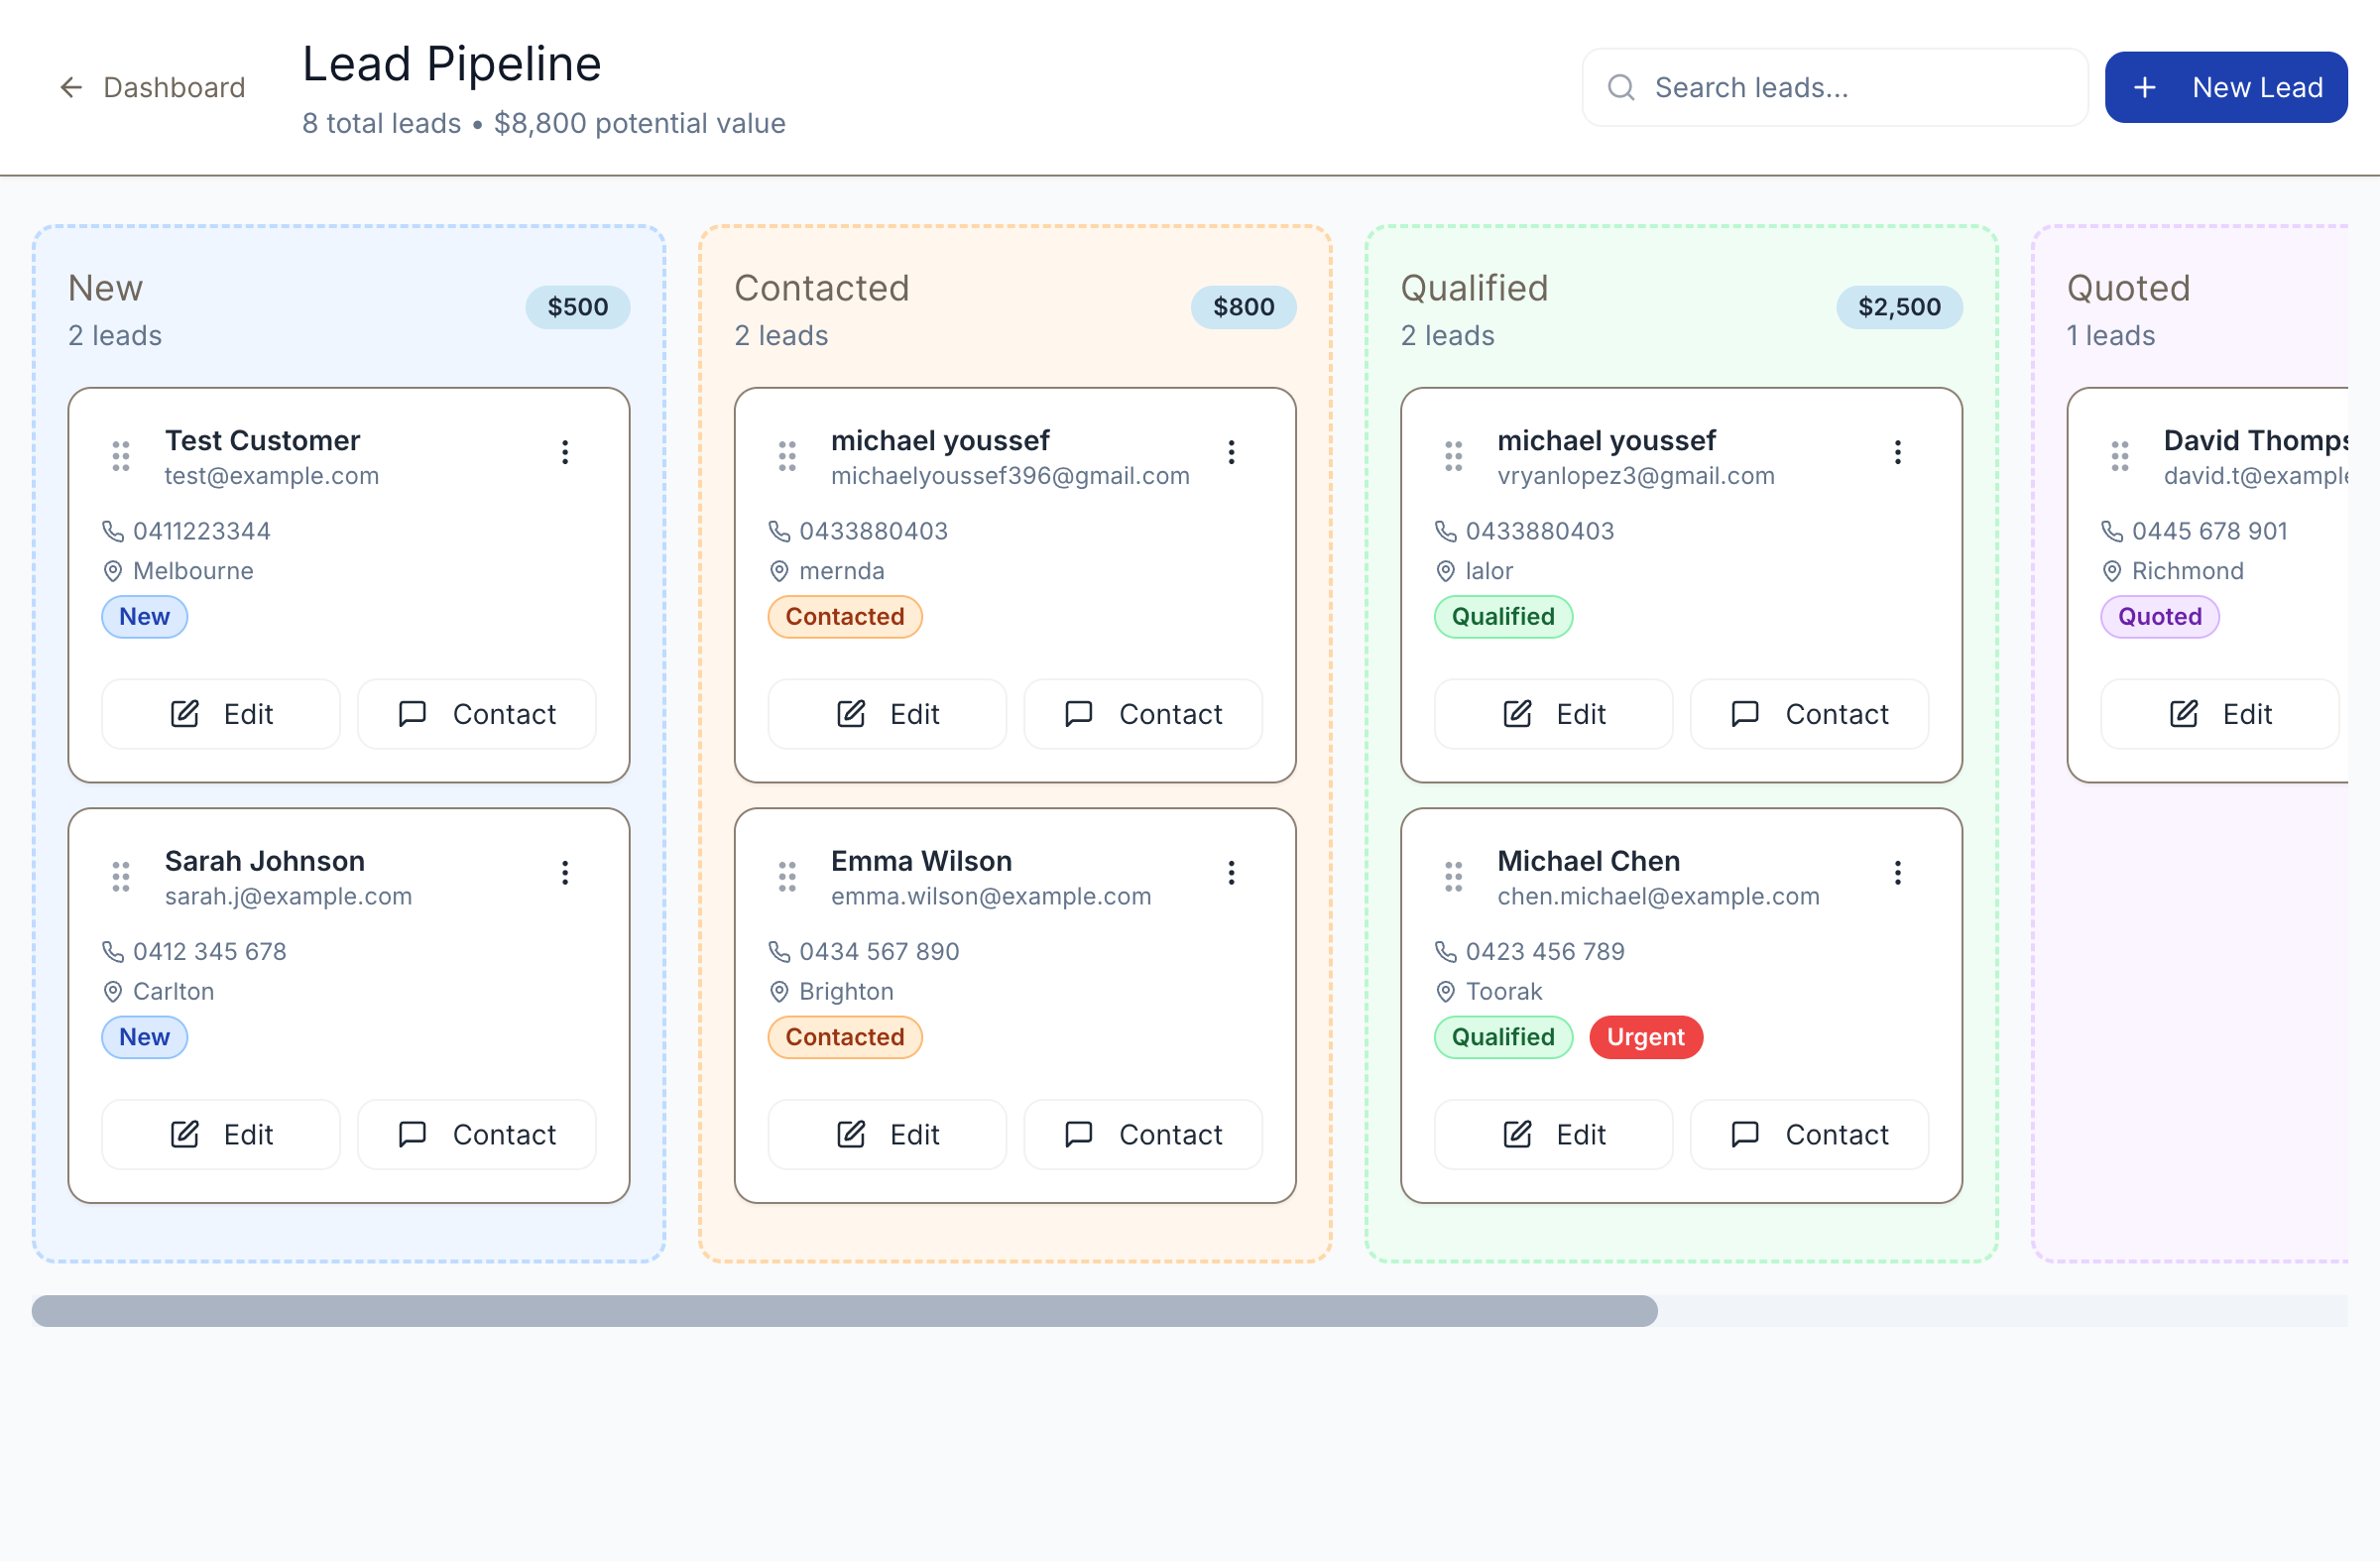 Dashboard
Lead Pipeline
8 total leads • $8,800 potential value
Search leads...
New Lead
New
2 leads
$500
Test Customer
test@example.com
0411223344
Melbourne
New
Edit
Contact
Sarah Johnson
sarah.j@example.com
0412 345 678
Carlton
New
Edit
Contact
Contacted
2 leads
$800
michael youssef
michaelyoussef396@gmail.com
0433880403
mernda
Contacted
Edit
Contact
Emma Wilson
emma.wilson@example.com
0434 567 890
Brighton
Contacted
Edit
Contact
Qualified
2 leads
$2,500
michael youssef
vryanlopez3@gmail.com
0433880403
lalor
Qualified
Edit
Contact
Michael Chen
chen.michael@example.com
0423 456 789
Toorak
Qualified
Urgent
Edit
Contact
Quoted
1 leads
David Thomps
david.t@example
0445 678 901
Richmond
Quoted
Edit